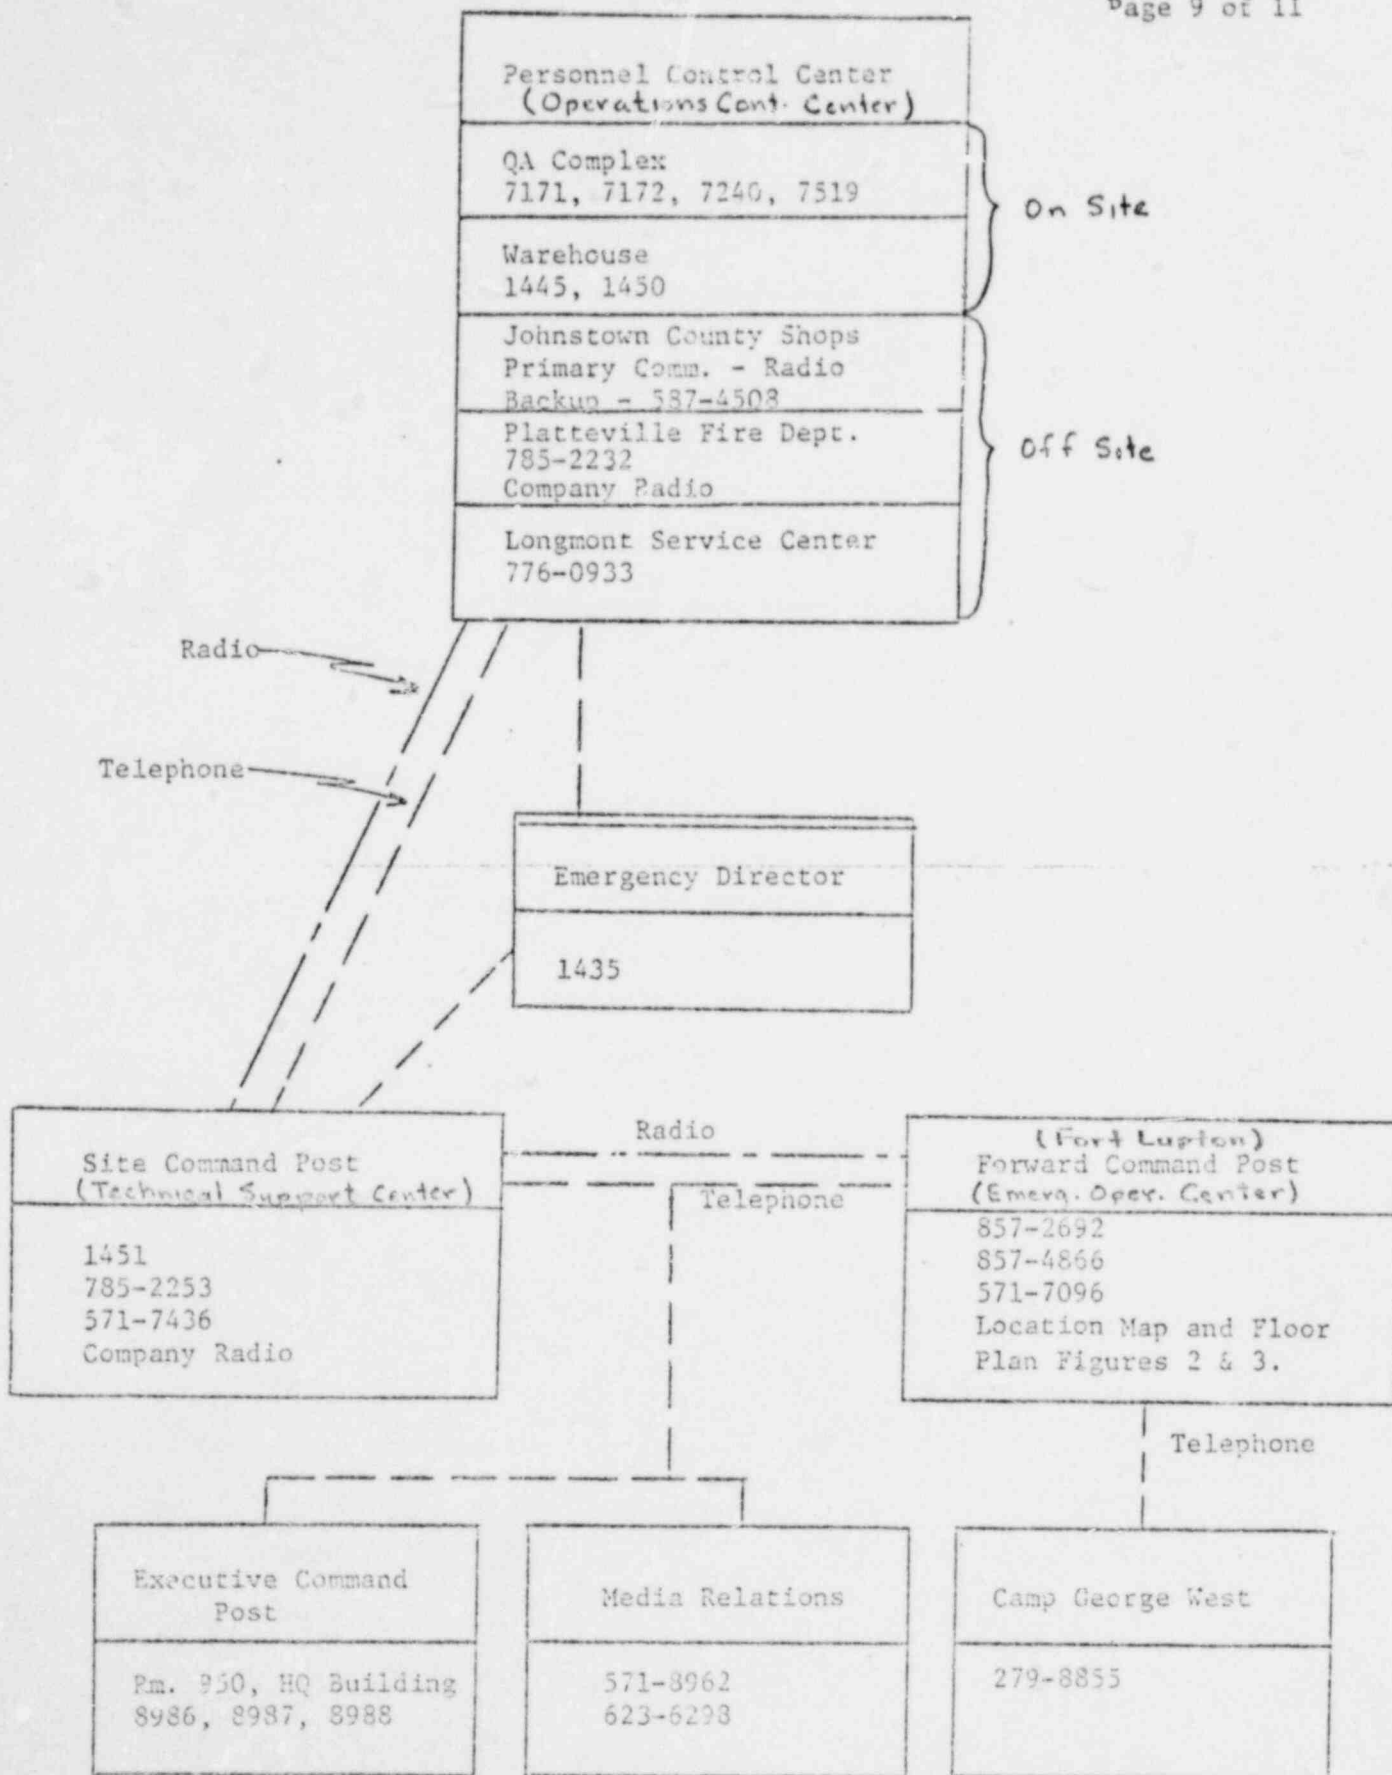 Page 9 of 11
Personnel Control Center
(Operations Cont. Center)
QA Complex
7171, 7172, 7240, 7519
Warehouse
1445, 1450
On Site
Johnstown County Shops
Primary Comm. - Radio
Backup - 587-4508
Platteville Fire Dept.
785-2232
Company Radio
Longmont Service Center
776-0933
Off Site
Radio
Telephone
Emergency Director
1435
Site Command Post
(Technical Support Center)
1451
785-2253
571-7436
Company Radio
Radio
Telephone
(Fort Lupton)
Forward Command Post
(Emerg. Oper. Center)
857-2692
857-4866
571-7096
Location Map and Floor
Plan Figures 2 & 3.
Telephone
Executive Command
Post
Rm. 950, HQ Building
8986, 8987, 8988
Media Relations
571-8962
623-6298
Camp George West
279-8855